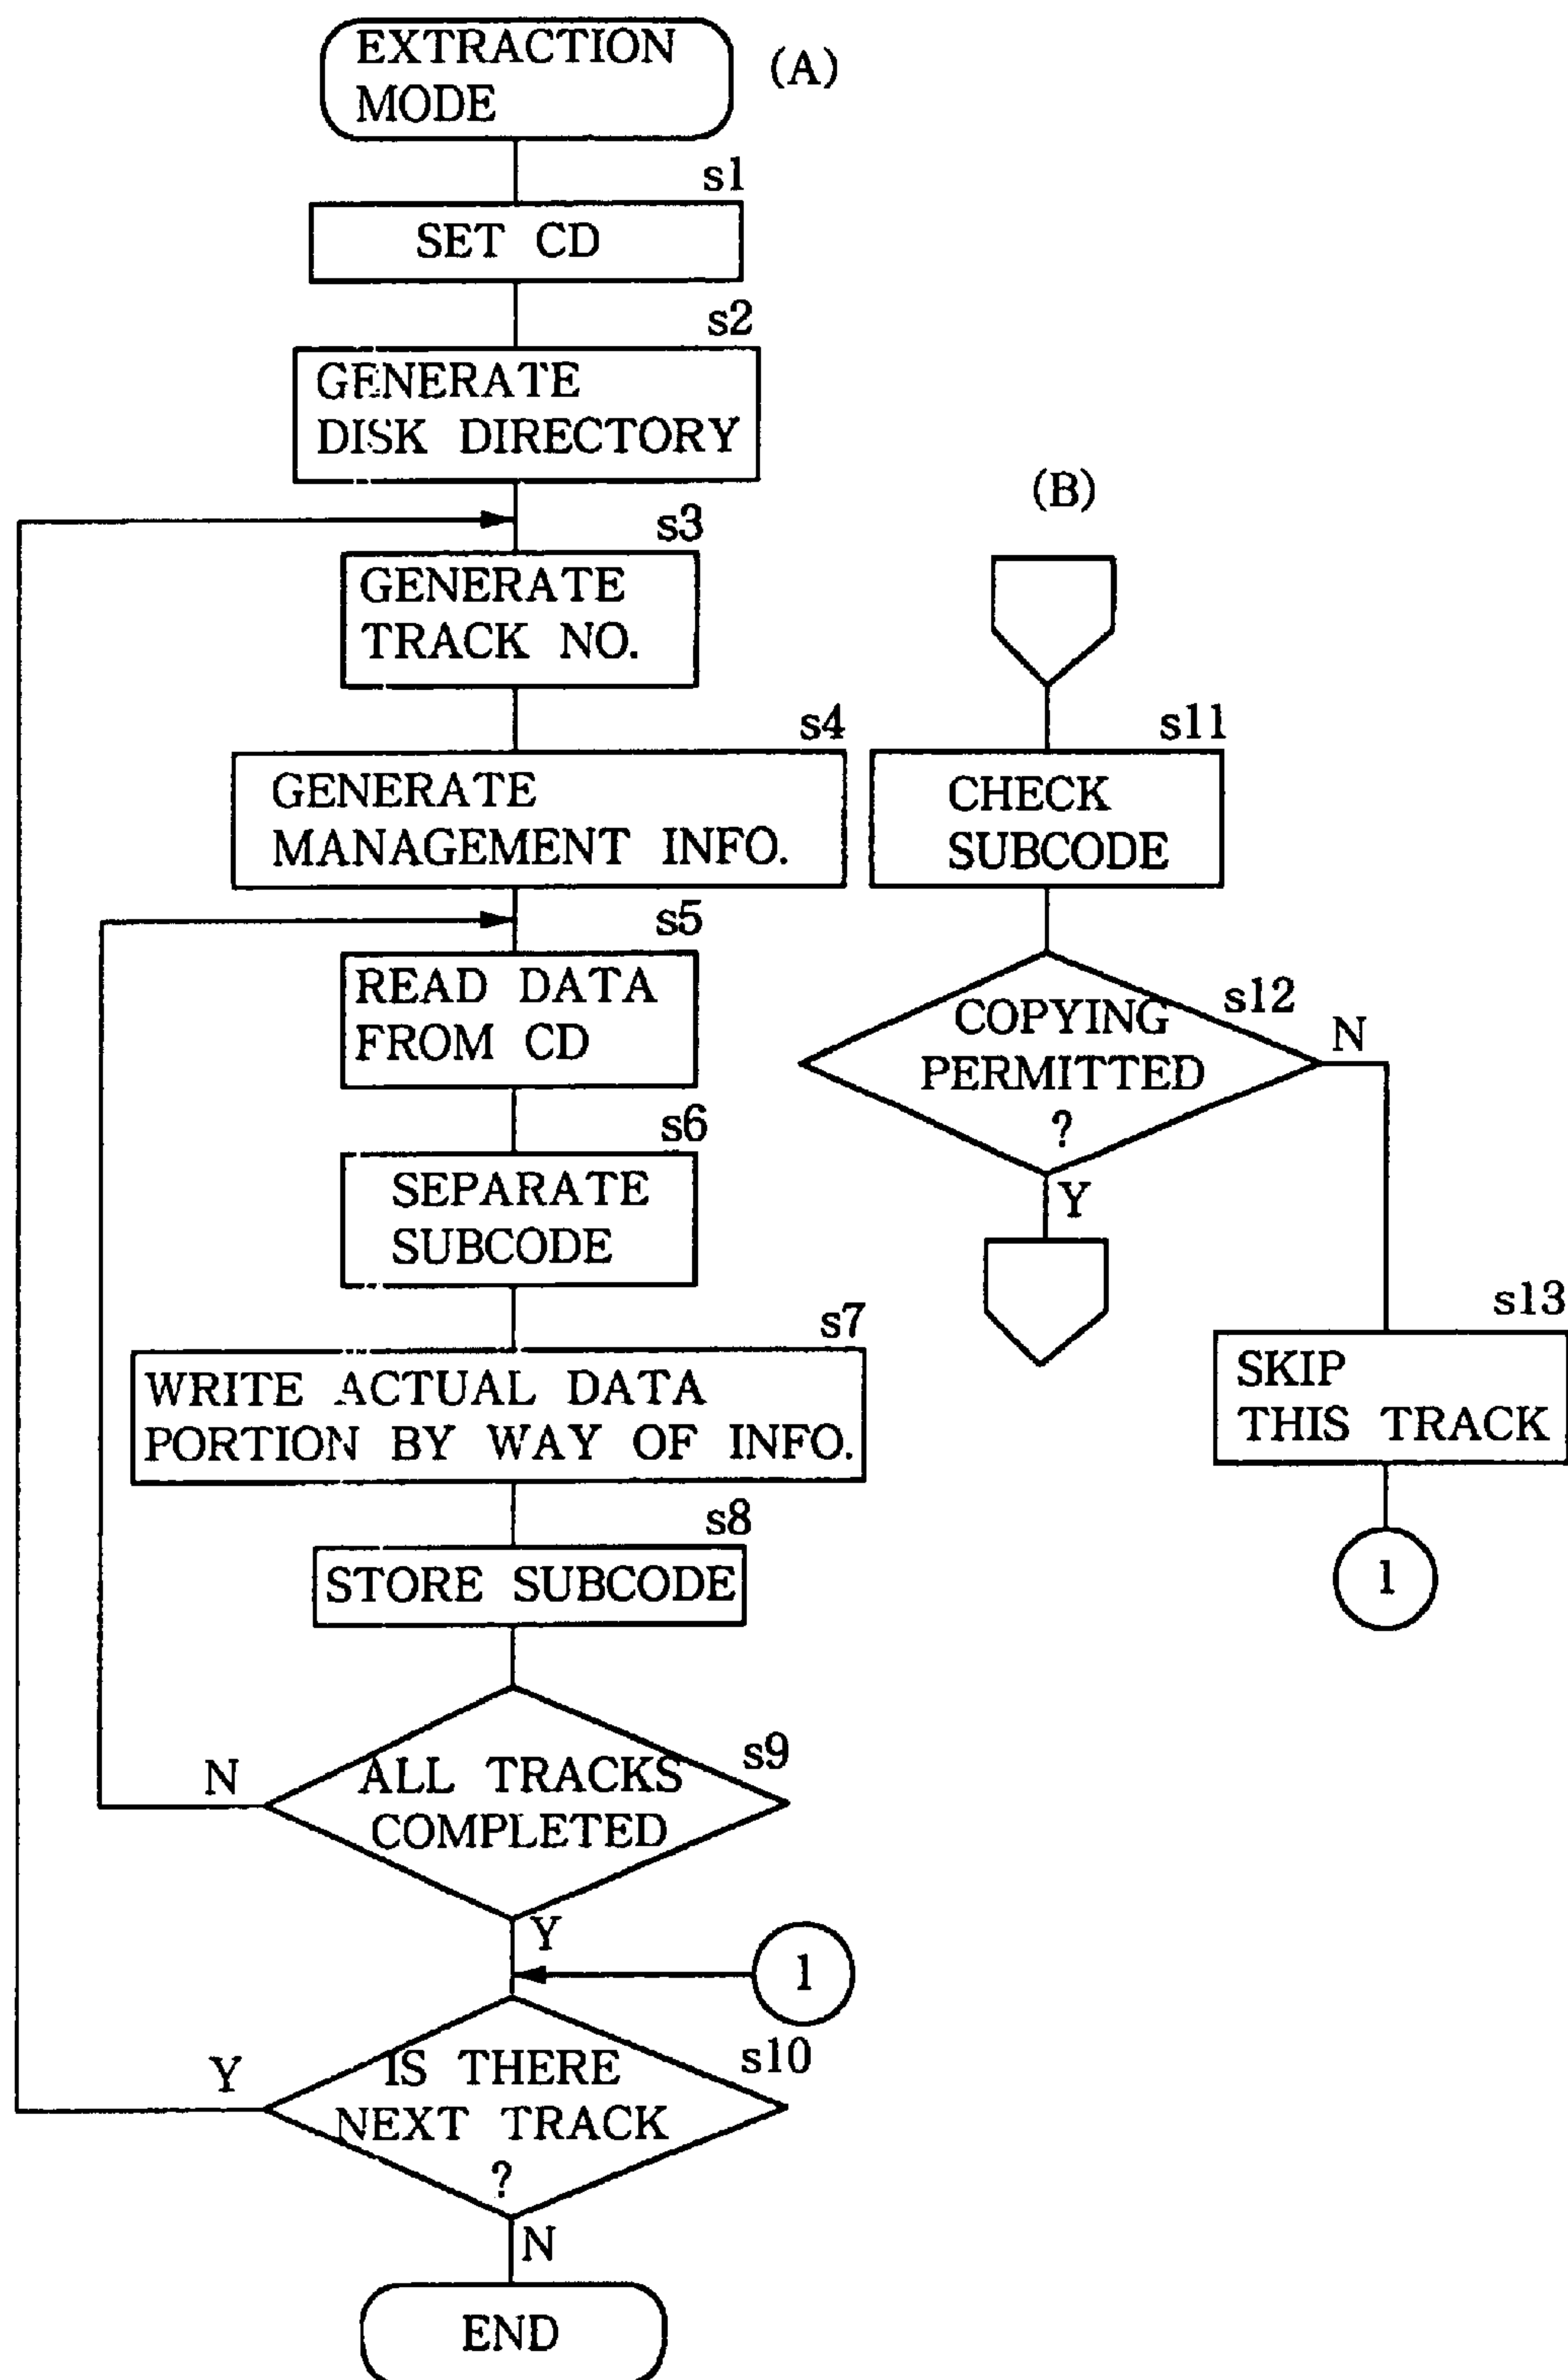 EXTRACTION
MODE
(A)
s1
SET CD
s2
GENERATE
DISK DIRECTORY
s3
GENERATE
TRACK NO.
s4
GENERATE
MANAGEMENT INFO.
s5
READ DATA
FROM CD
s6
SEPARATE
SUBCODE
s7
WRITE ACTUAL DATA
PORTION BY WAY OF INFO.
s8
STORE SUBCODE
s9
ALL TRACKS
COMPLETED
N
Y
1
s10
IS THERE
NEXT TRACK
?
Y
N
END
(B)
s11
CHECK
SUBCODE
s12
COPYING
PERMITTED
?
N
Y
s13
SKIP
THIS TRACK
1